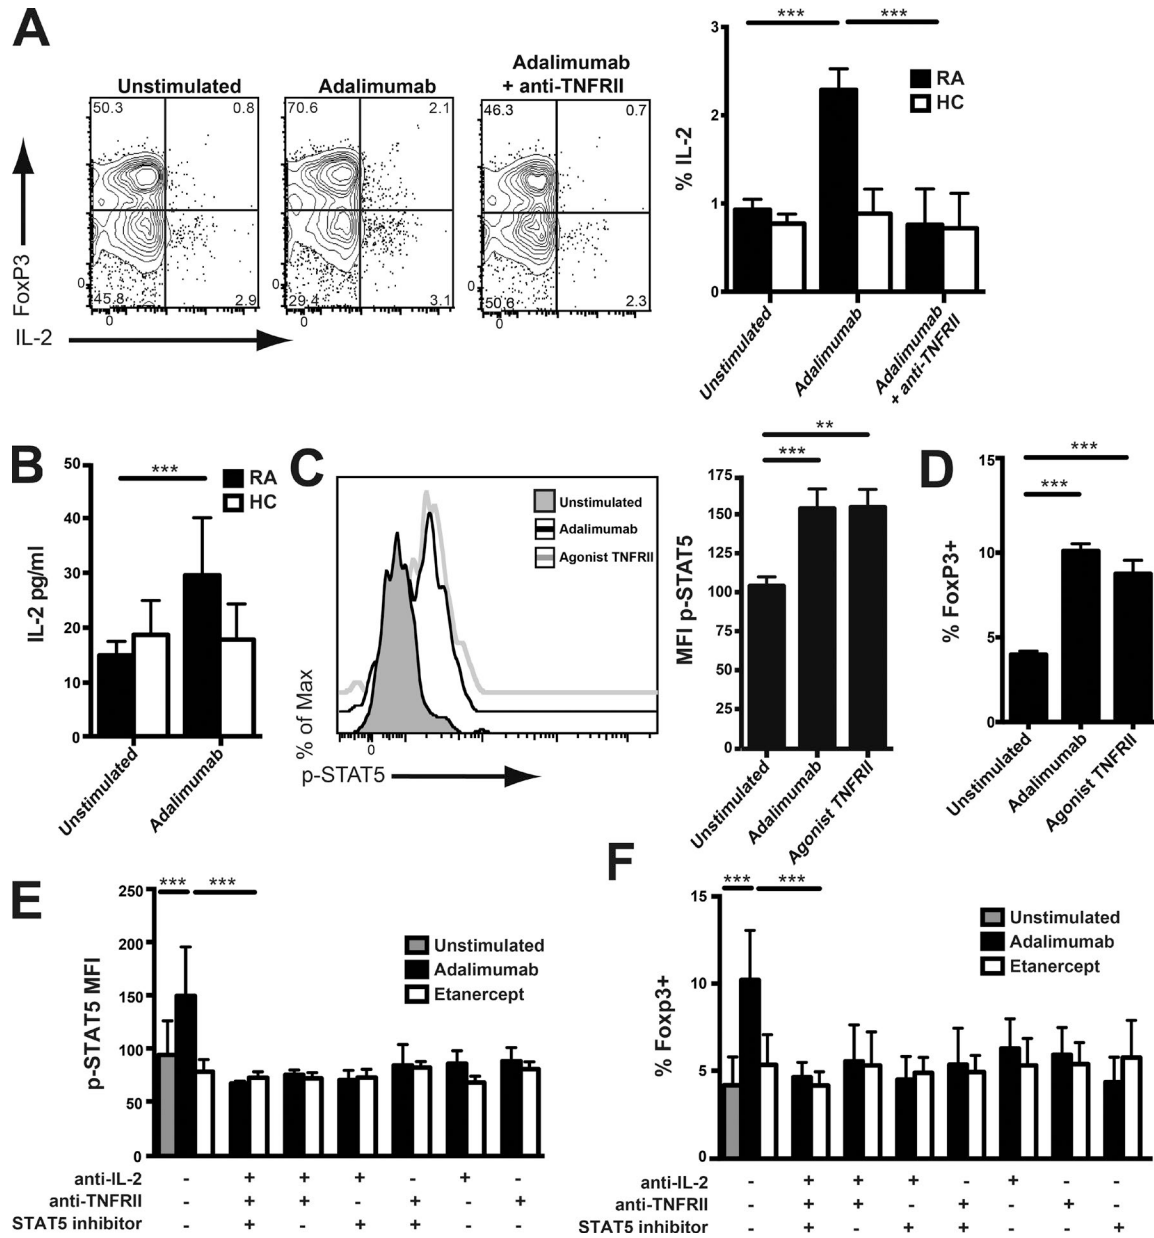 A
Unstimulated
Adalimumab
Adalimumab
+ anti-TNFRII
50.3 0.8
45.8 2.9
70.6 2.1
29.4 3.1
46.3 0.7
50.6 2.3
0
0
0
0
0
0
FoxP3
IL-2
*** ***
% IL-2
3
2
1
0
RA
HC
Unstimulated
Adalimumab
Adalimumab
+ anti-TNFRII
B
***
IL-2 pg/ml
50
40
30
20
10
0
RA
HC
Unstimulated
Adalimumab
C
Unstimulated
Adalimumab
Agonist TNFRII
% of Max
0
p-STAT5
**
***
MFI p-STAT5
175
150
125
100
75
50
25
0
Unstimulated
Adalimumab
Agonist TNFRII
D
***
***
% FoxP3+
15
10
5
0
Unstimulated
Adalimumab
Agonist TNFRII
E
*** ***
p-STAT5 MFI
250
200
150
100
50
0
Unstimulated
Adalimumab
Etanercept
anti-IL-2 - + + + - + -
anti-TNFRII - + + - + - +
STAT5 inhibitor - + - + + - -
F
*** ***
% Foxp3+
15
10
5
0
Unstimulated
Adalimumab
Etanercept
anti-IL-2 - + + + - + - -
anti-TNFRII - + + - + - + -
STAT5 inhibitor - + - + + - - +